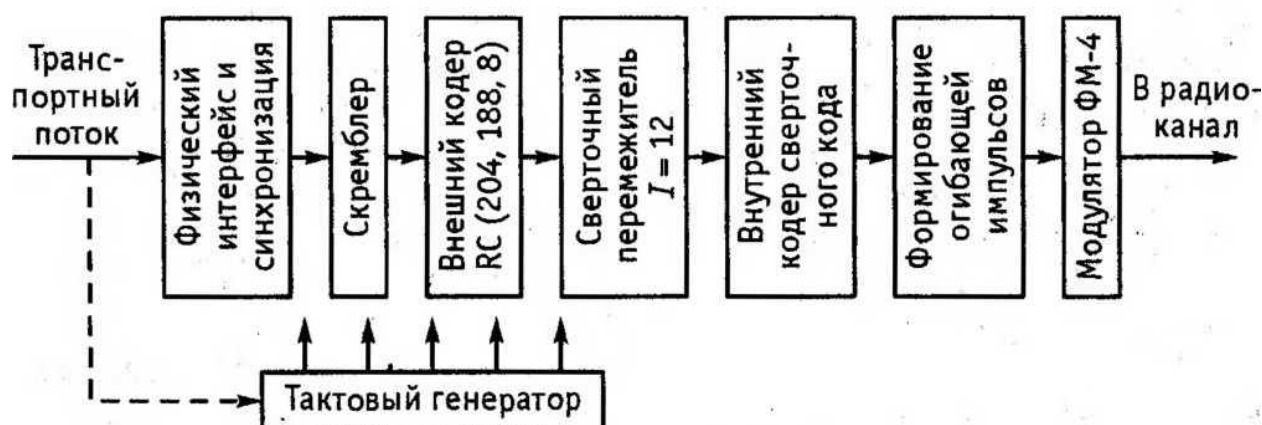 Транс-
портный
поток
Физический
интерфейс и
синхронизация
Скремблер
Внешний кодер
RC (204, 188, 8)
Сверточный
перемежитель
I = 12
Внутренний
кодер сверточ-
ного кода
Формирование
огибающей
импульсов
Модулятор ФМ-4
В радио-
канал
Тактовый генератор